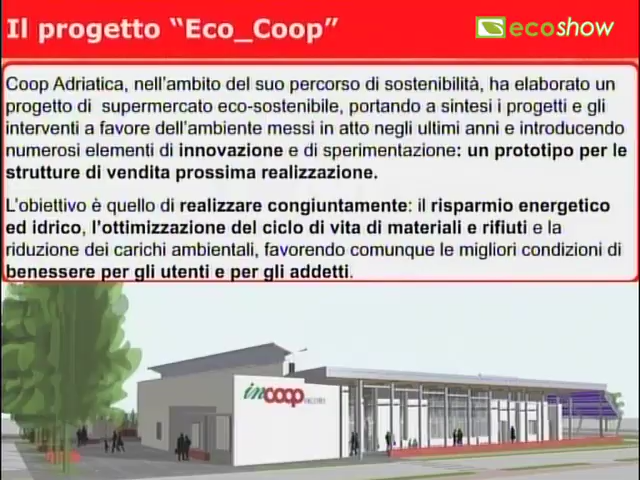 Il progetto “Eco_Coop”
ecoshow
Coop Adriatica, nell’ambito del suo percorso di sostenibilità, ha elaborato un
progetto di supermercato eco-sostenibile, portando a sintesi i progetti e gli
interventi a favore dell’ambiente messi in atto negli ultimi anni e introducendo
numerosi elementi di innovazione e di sperimentazione: un prototipo per le
strutture di vendita prossima realizzazione.
L’obiettivo è quello di realizzare congiuntamente: il risparmio energetico
ed idrico, l’ottimizzazione del ciclo di vita di materiali e rifiuti e la
riduzione dei carichi ambientali, favorendo comunque le migliori condizioni di
benessere per gli utenti e per gli addetti.
incoop